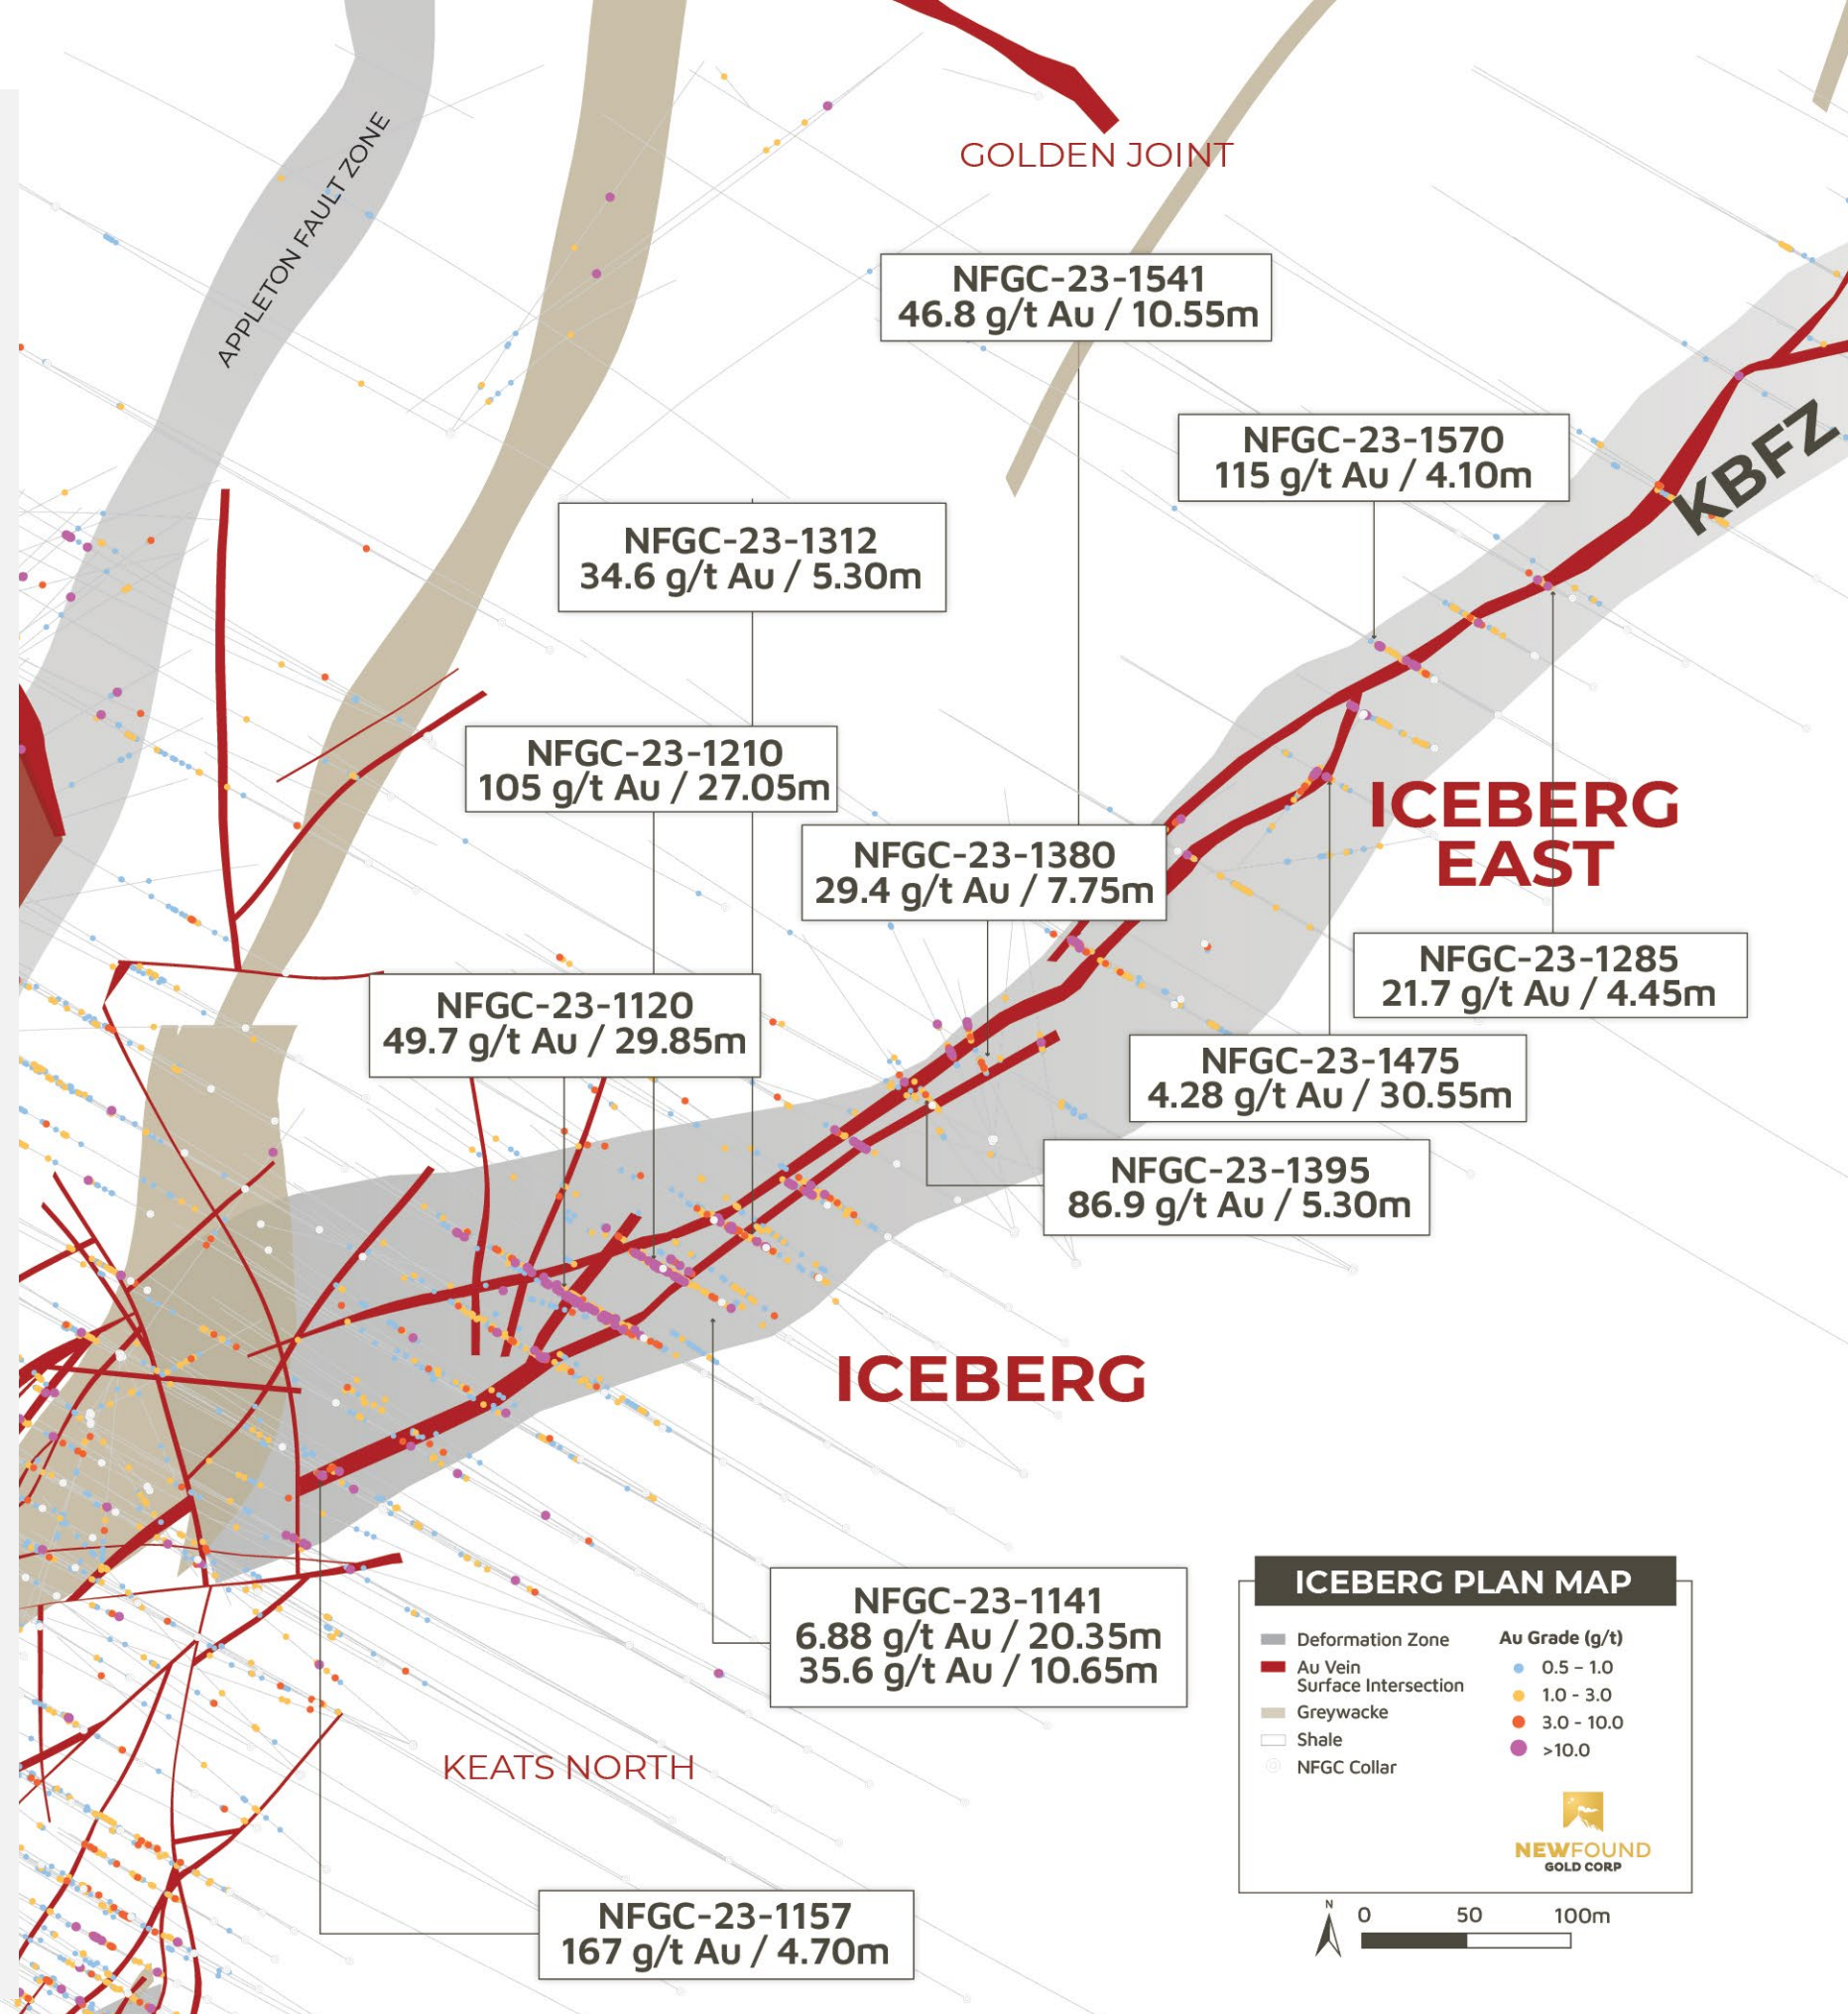 APPLETON FAULT ZONE
GOLDEN JOINT
NFGC-23-1541
46.8 g/t Au / 10.55m
NFGC-23-1570
115 g/t Au / 4.10m
KBFZ
NFGC-23-1312
34.6 g/t Au / 5.30m
NFGC-23-1210
105 g/t Au / 27.05m
ICEBERG
EAST
NFGC-23-1380
29.4 g/t Au / 7.75m
NFGC-23-1285
21.7 g/t Au / 4.45m
NFGC-23-1120
49.7 g/t Au / 29.85m
NFGC-23-1475
4.28 g/t Au / 30.55m
NFGC-23-1395
86.9 g/t Au / 5.30m
ICEBERG
NFGC-23-1141
6.88 g/t Au / 20.35m
35.6 g/t Au / 10.65m
KEATS NORTH
NFGC-23-1157
167 g/t Au / 4.70m
ICEBERG PLAN MAP
Deformation Zone
Au Vein
Surface Intersection
Greywacke
Shale
NFGC Collar
Au Grade (g/t)
0.5 – 1.0
1.0 - 3.0
3.0 - 10.0
>10.0
NEWFOUND
GOLD CORP
N
0 50 100m